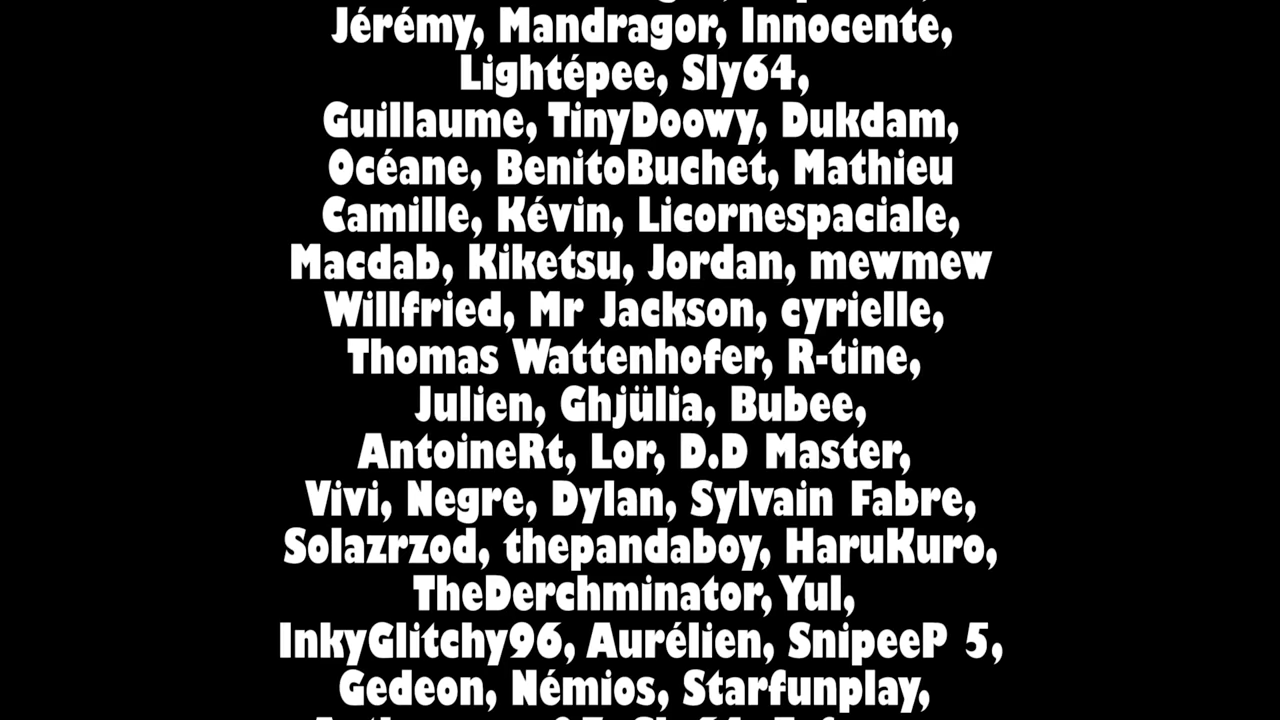 Jérémy, Mandragor, Innocente,
Lightépee, Sly64,
Guillaume, TinyDoowy, Dukdam,
Océane, BenitoBuchet, Mathieu
Camille, Kévin, Licornespaciale,
Macdab, Kiketsu, Jordan, mewmew
Willfried, Mr Jackson, cyrielle,
Thomas Wattenhofer, R-tine,
Julien, Ghjülia, Bubee,
AntoineRt, Lor, D.D Master,
Vivi, Negre, Dylan, Sylvain Fabre,
Solazrzod, thepandaboy, HaruKuro,
TheDerchminator, Yul,
InkyGlitchy96, Aurélien, SnipeeP 5,
Gedeon, Némios, Starfunplay,